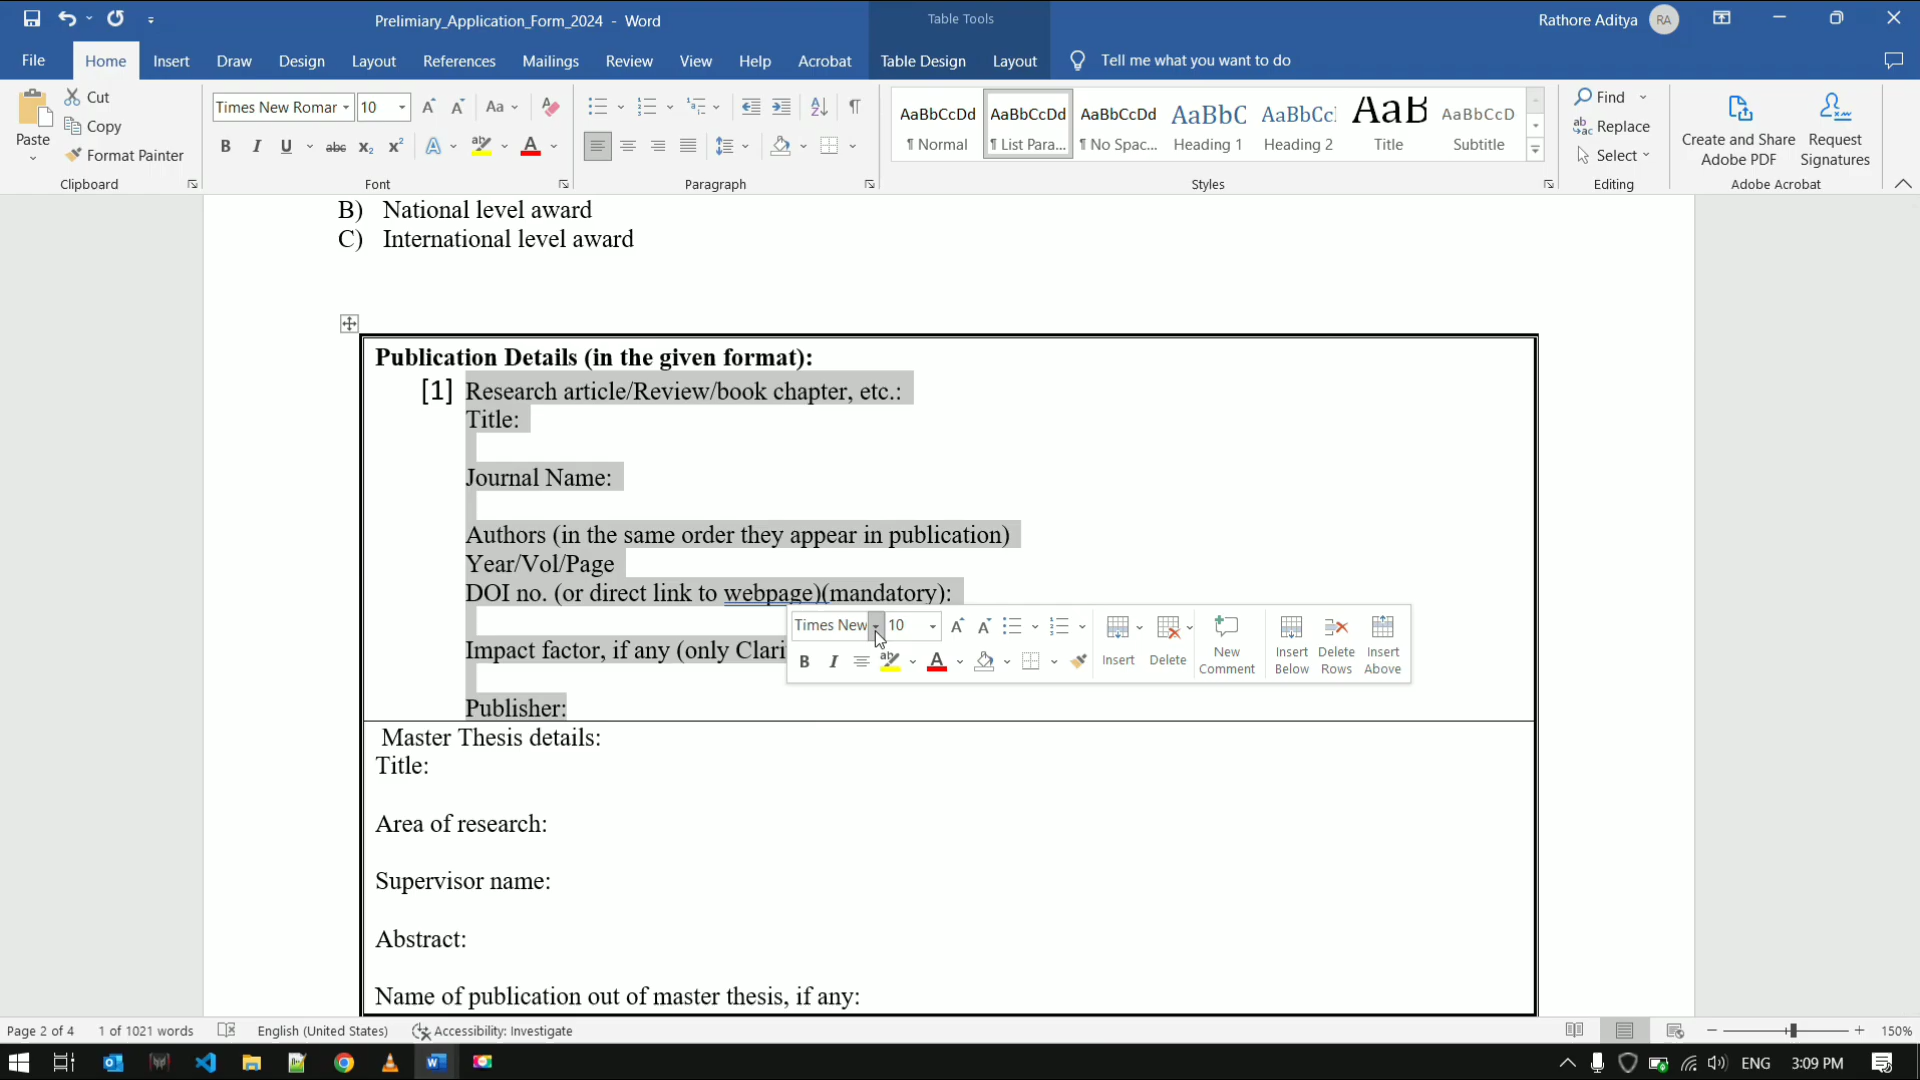 Prelimiary_Application_Form_2024 - Word
Table Tools
Rathore Aditya
RA
File
Home
Insert
Draw
Design
Layout
References
Mailings
Review
View
Help
Acrobat
Table Design
Layout
Tell me what you want to do
Paste
Cut
Copy
Format Painter
Clipboard
Times New Romar
10
Aa
B I U abc X₂ X²
Font
Paragraph
AaBbCcDd
¶ Normal
AaBbCcDd
¶ List Para...
AaBbCcDd
¶ No Spac...
AaBbC
Heading 1
AaBbCcl
Heading 2
AaB
Title
AaBbCcD
Subtitle
Styles
Find
Replace
Select
Editing
Create and Share
Adobe PDF
Request
Signatures
Adobe Acrobat
B) National level award
C) International level award
Publication Details (in the given format):
[1] Research article/Review/book chapter, etc.:
Title:
Journal Name:
Authors (in the same order they appear in publication)
Year/Vol/Page
DOI no. (or direct link to webpage)(mandatory):
Impact factor, if any (only Clari
Publisher:
Times New
10
B I
Insert
Delete
New
Comment
Insert
Below
Delete
Rows
Insert
Above
Master Thesis details:
Title:
Area of research:
Supervisor name:
Abstract:
Name of publication out of master thesis, if any:
Page 2 of 4
1 of 1021 words
English (United States)
Accessibility: Investigate
150%
ENG
3:09 PM